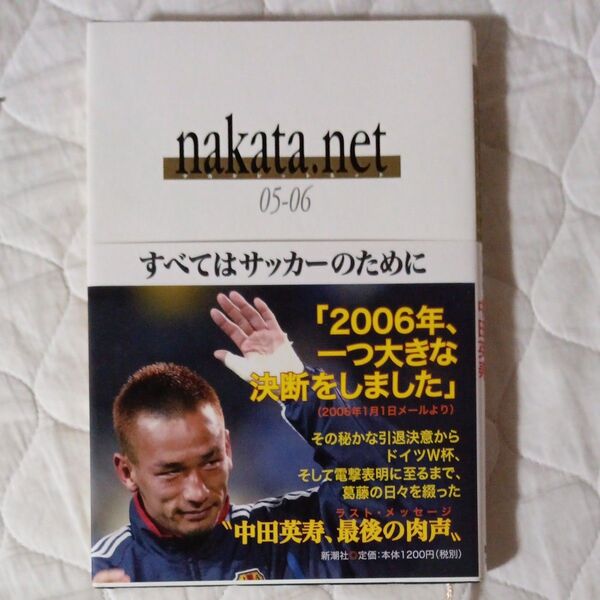 nakata.net
05-06
すべてはサッカーのために
「2006年、
一つ大きな
決断をしました」
(2006年1月1日メールより)
その秘かな引退決意から
ドイツW杯、
そして電撃表明に至るまで、
葛藤の日々を綴った
ラスト・メッセージ
〝中田英寿、最後の肉声〟
新潮社◎定価:本体1200円(税別)